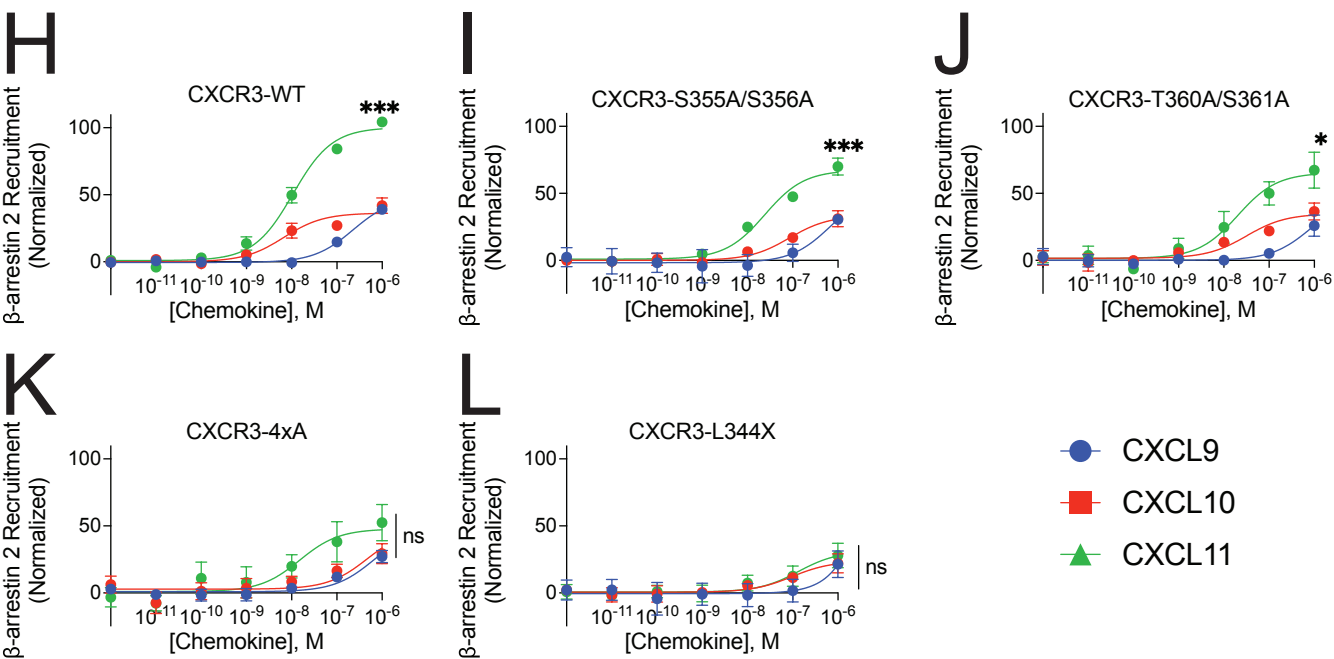 H
CXCR3-WT
***
β-arrestin 2 Recruitment
(Normalized)
100
50
0
10⁻¹¹ 10⁻¹⁰ 10⁻⁹ 10⁻⁸ 10⁻⁷ 10⁻⁶
[Chemokine], M
I
CXCR3-S355A/S356A
***
β-arrestin 2 Recruitment
(Normalized)
100
50
0
10⁻¹¹ 10⁻¹⁰ 10⁻⁹ 10⁻⁸ 10⁻⁷ 10⁻⁶
[Chemokine], M
J
CXCR3-T360A/S361A
*
β-arrestin 2 Recruitment
(Normalized)
100
50
0
10⁻¹¹ 10⁻¹⁰ 10⁻⁹ 10⁻⁸ 10⁻⁷ 10⁻⁶
[Chemokine], M
K
CXCR3-4xA
β-arrestin 2 Recruitment
(Normalized)
100
50
0
ns
10⁻¹¹ 10⁻¹⁰ 10⁻⁹ 10⁻⁸ 10⁻⁷ 10⁻⁶
[Chemokine], M
L
CXCR3-L344X
β-arrestin 2 Recruitment
(Normalized)
100
50
0
ns
10⁻¹¹ 10⁻¹⁰ 10⁻⁹ 10⁻⁸ 10⁻⁷ 10⁻⁶
[Chemokine], M
CXCL9
CXCL10
CXCL11